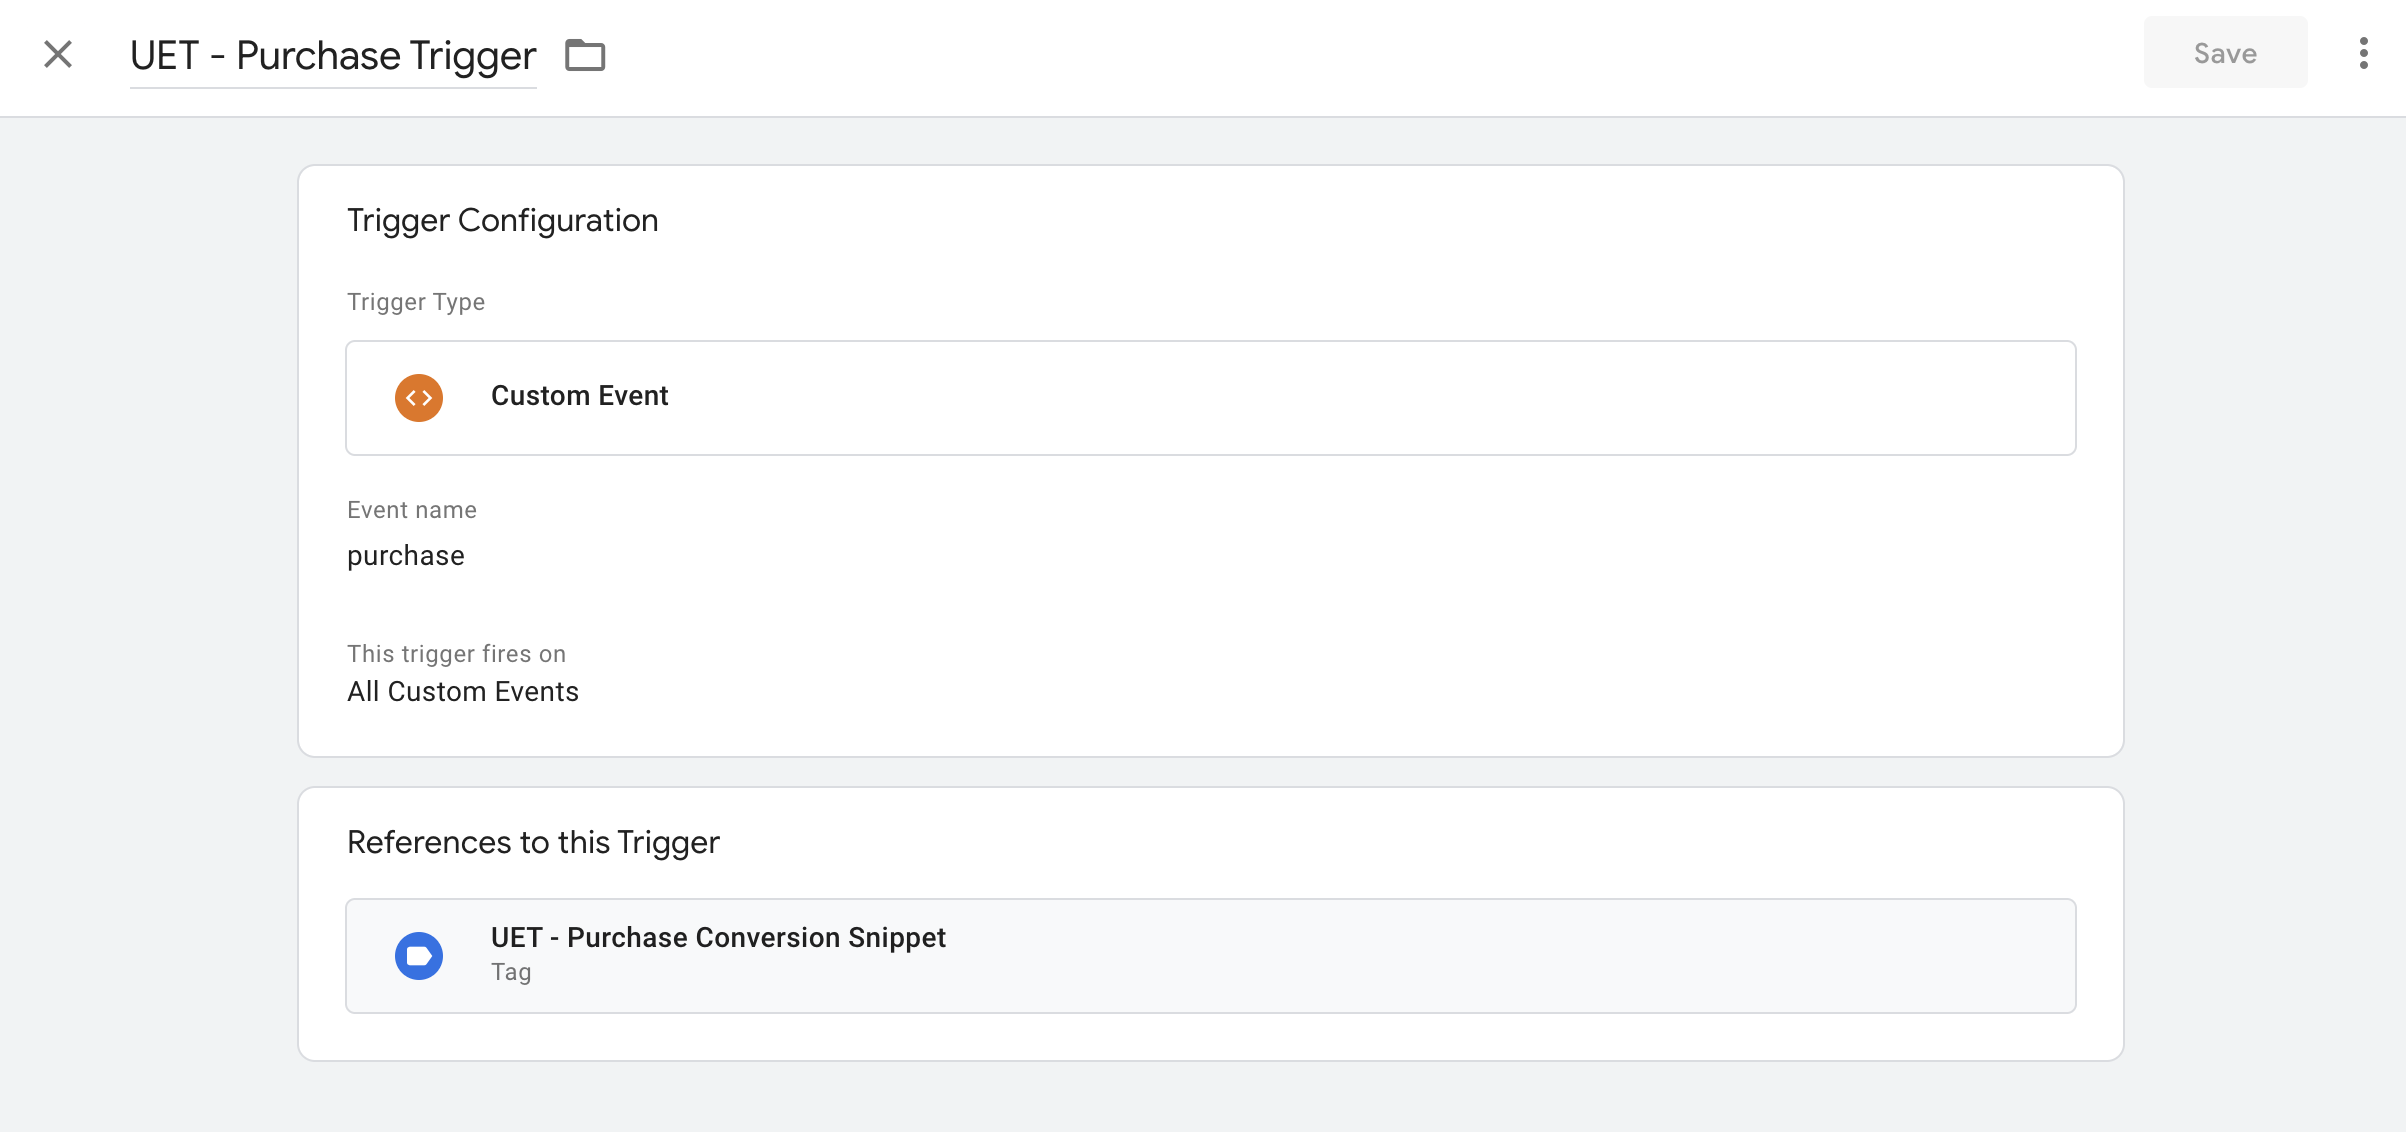 UET - Purchase Trigger
Save
Trigger Configuration
Trigger Type
Custom Event
Event name
purchase
This trigger fires on
All Custom Events
References to this Trigger
UET - Purchase Conversion Snippet
Tag